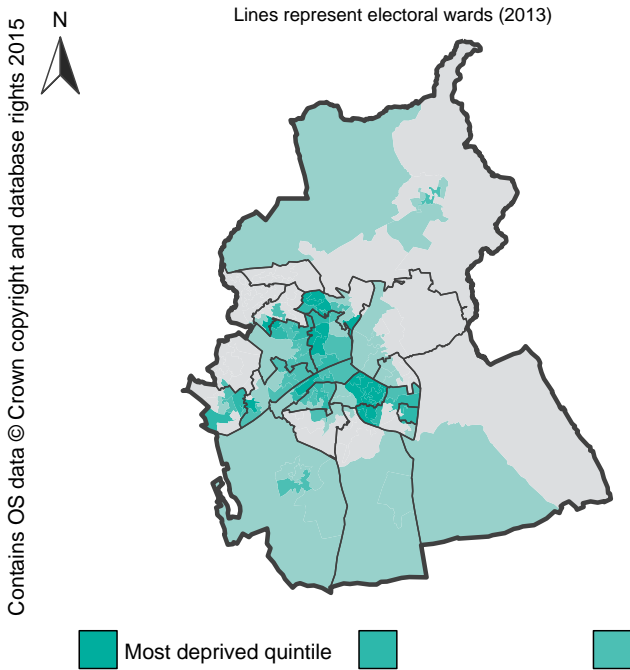 Lines represent electoral wards (2013)
N
Contains OS data © Crown copyright and database rights 2015
Most deprived quintile